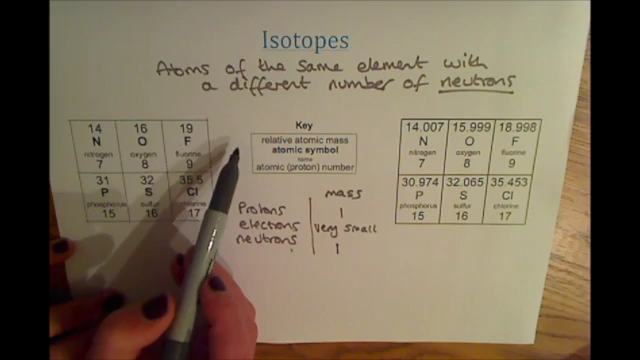 Isotopes
Atoms of the same element with
a different number of neutrons
14 16 19
N O F
nitrogen oxygen fluorine
7 8 9
31 32 35.5
P S Cl
phosphorus sulfur chlorine
15 16 17
Key
relative atomic mass
atomic symbol
name
atomic (proton) number
mass
Protons 1
electrons very small
neutrons 1
14.007 15.999 18.998
N O F
nitrogen oxygen fluorine
7 8 9
30.974 32.065 35.453
P S Cl
phosphorus sulfur chlorine
15 16 17